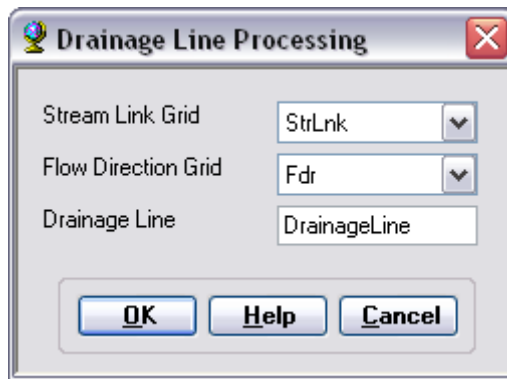 Drainage Line Processing
Stream Link Grid StrLnk
Flow Direction Grid Fdr
Drainage Line DrainageLine
OK Help Cancel